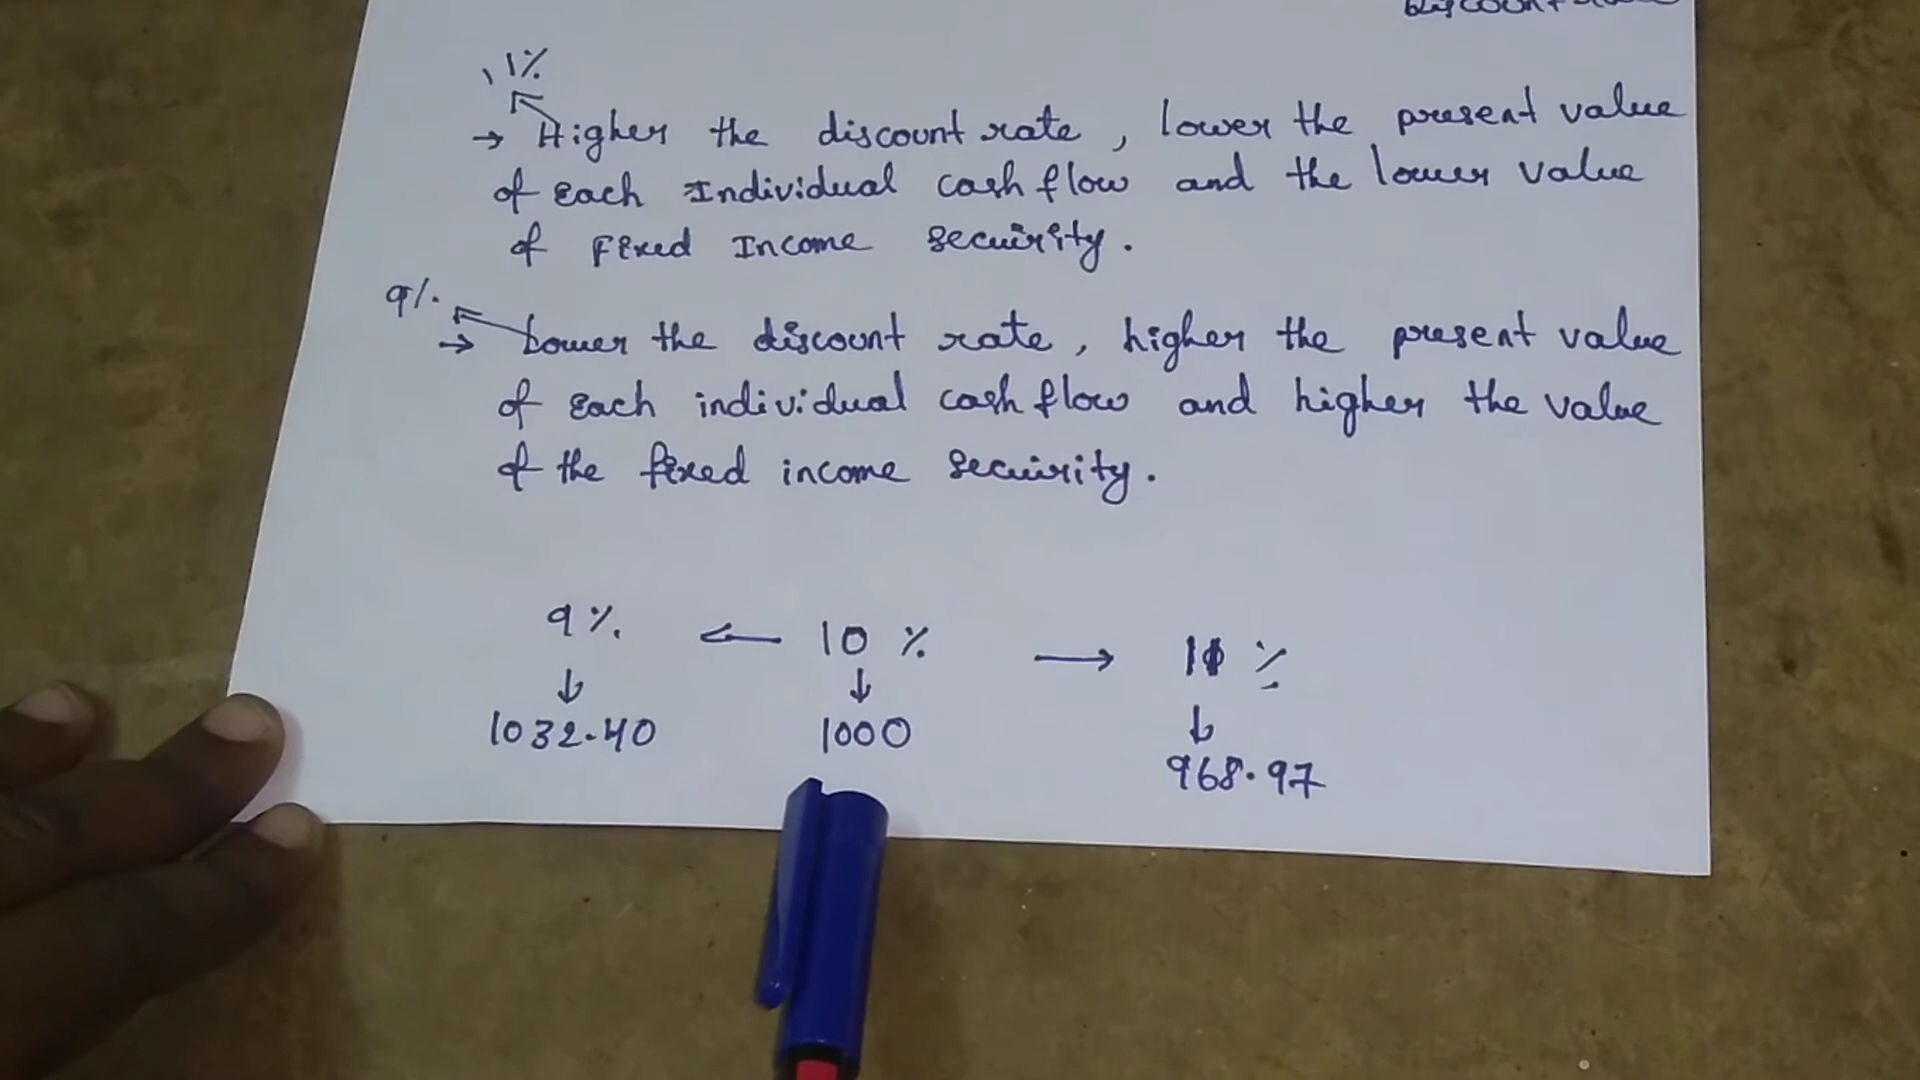 11%
→ Higher the discount rate, lower the present value
of Each Individual cash flow and the lower value
of Fixed Income security.
9%.
→ Lower the discount rate, higher the present value
of Each individual cash flow and higher the value
of the fixed income security.
9%. ← 10% → 11%
↓ ↓ ↓
1032.40 1000 968.97